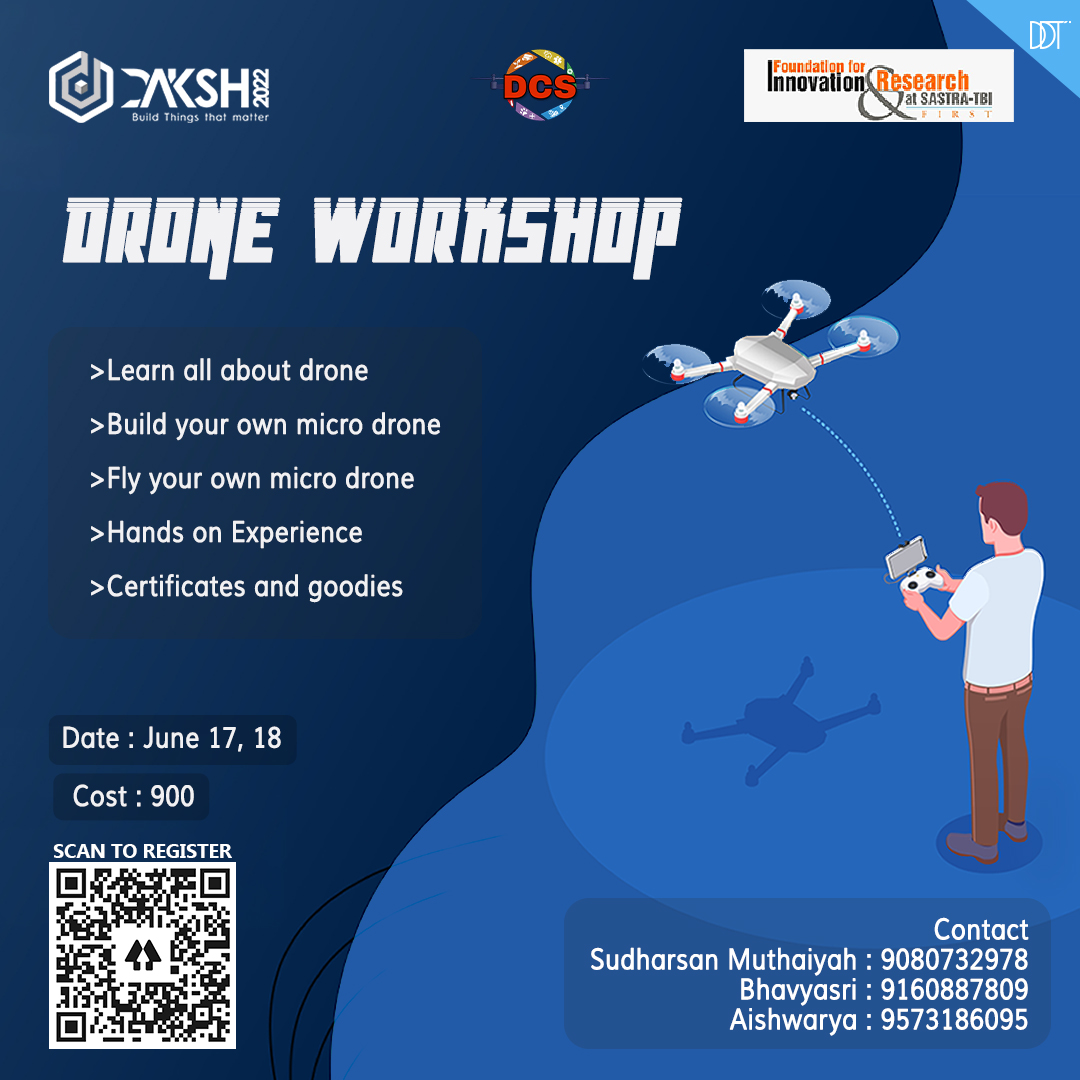 DAKSH 2022
Build Things that matter
DCS
Foundation for
Innovation & Research
at SASTRA-TBI
FIRST
DDT
DRONE WORKSHOP
>Learn all about drone
>Build your own micro drone
>Fly your own micro drone
>Hands on Experience
>Certificates and goodies
Date : June 17, 18
Cost : 900
SCAN TO REGISTER
Contact
Sudharsan Muthaiyah : 9080732978
Bhavyasri : 9160887809
Aishwarya : 9573186095